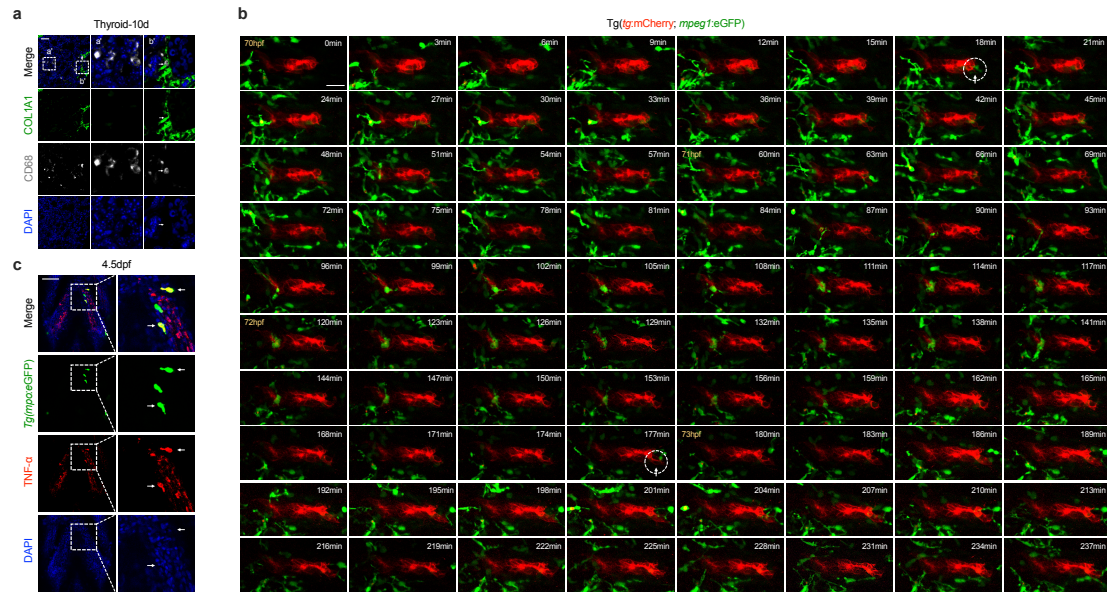 a
Thyroid-10d
a'
a'
b'
b'
Merge
COL1A1
CD68
DAPI
c
4.5dpf
Merge
Tg(mpo:eGFP)
TNF-α
DAPI
b
Tg(tg:mCherry; mpeg1:eGFP)
70hpf 0min 3min 6min 9min 12min 15min 18min 21min
24min 27min 30min 33min 36min 39min 42min 45min
48min 51min 54min 57min 71hpf 60min 63min 66min 69min
72min 75min 78min 81min 84min 87min 90min 93min
96min 99min 102min 105min 108min 111min 114min 117min
72hpf 120min 123min 126min 129min 132min 135min 138min 141min
144min 147min 150min 153min 156min 159min 162min 165min
168min 171min 174min 177min 73hpf 180min 183min 186min 189min
192min 195min 198min 201min 204min 207min 210min 213min
216min 219min 222min 225min 228min 231min 234min 237min